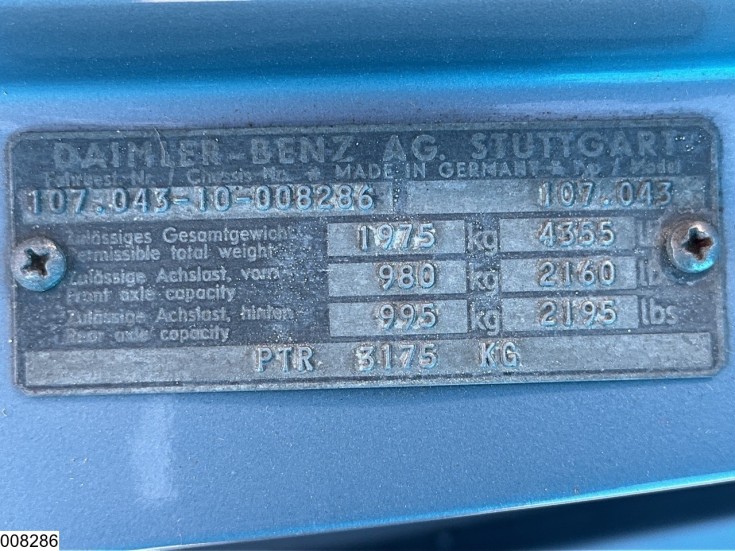 DAIMLER-BENZ AG. STUTTGART
Fahrgest.-Nr. / Chassis-No. MADE IN GERMANY
107.043-10-008286 107.043
Zulässiges Gesamtgewicht
Permissible total weight 1975 kg 4355 lbs
Zulässige Achslast, vorn
Front axle capacity 980 kg 2160 lbs
Zulässige Achslast, hinten
Rear axle capacity 995 kg 2195 lbs
PTR 3175 KG
008286